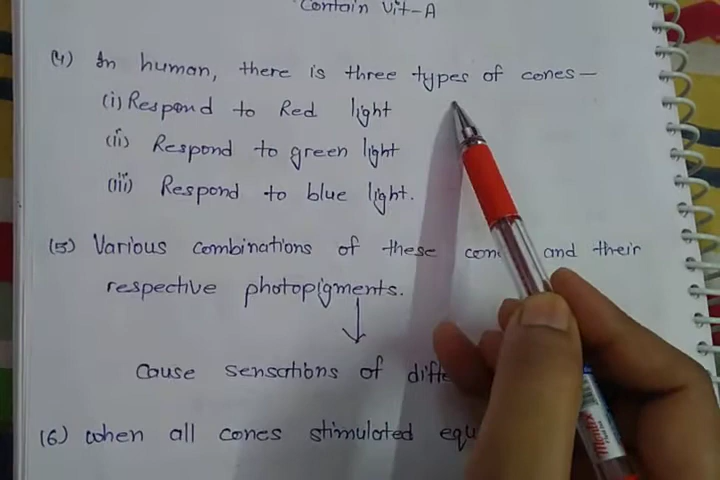 Contain Vit-A
(4) In human, there is three types of cones-
(i) Respond to Red light
(ii) Respond to green light
(iii) Respond to blue light.
(5) Various combinations of these and their
respective photopigments.
Cause sensations of
(6) When all cones stimulated